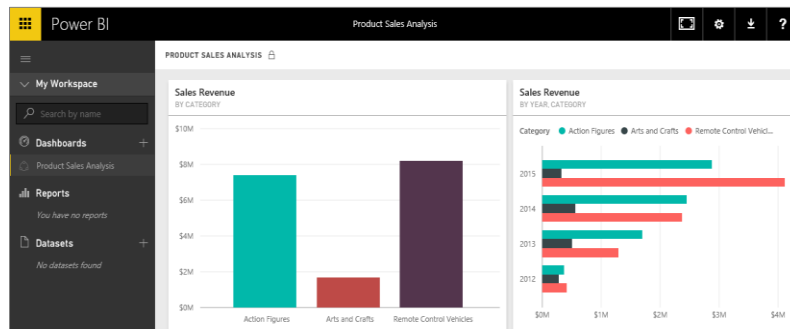 Power BI
Product Sales Analysis
?
PRODUCT SALES ANALYSIS
My Workspace
Search by name
Dashboards +
Product Sales Analysis
Reports
You have no reports
Datasets +
No datasets found
Sales Revenue
BY CATEGORY
$10M
$8M
$6M
$4M
$2M
$0M
Action Figures Arts and Crafts Remote Control Vehicles
Sales Revenue
BY YEAR, CATEGORY
Category Action Figures Arts and Crafts Remote Control Vehicl...
2015
2014
2013
2012
$0M $1M $2M $3M $4M